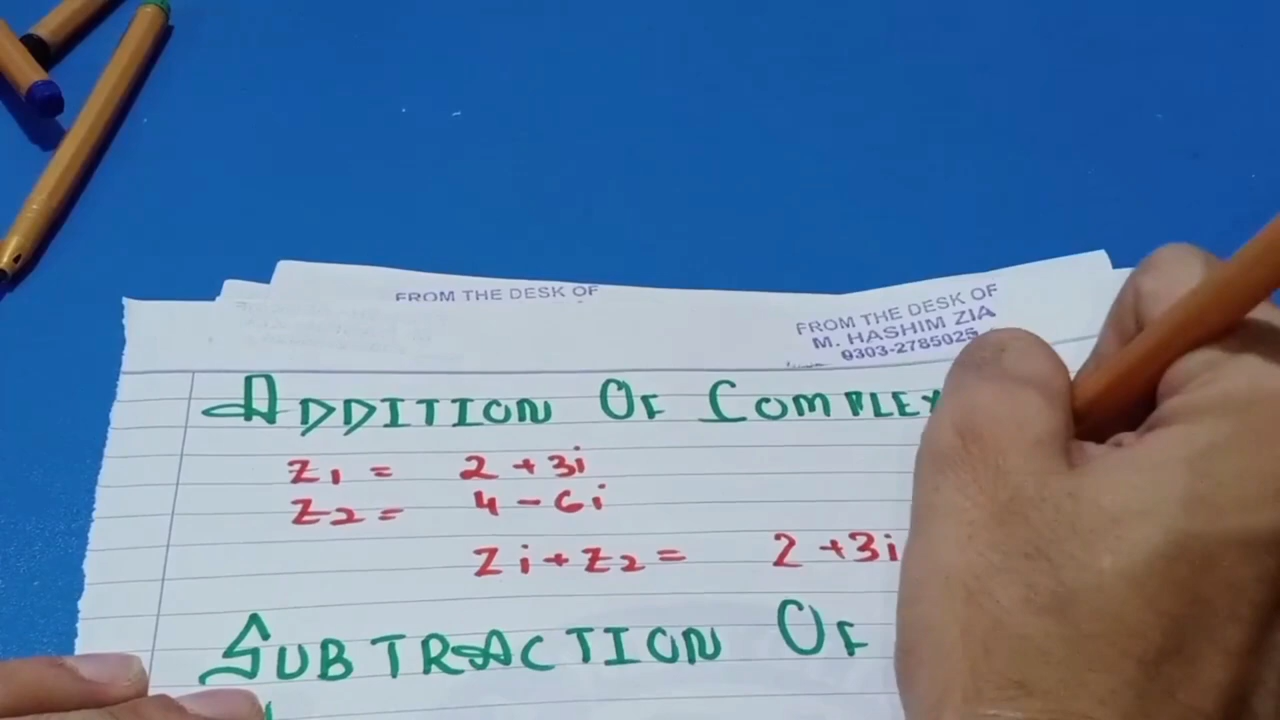 FROM THE DESK OF
FROM THE DESK OF
M. HASHIM ZIA
0303-2785025
ADDITION OF COMPLEX
Z1 = 2 + 3i
Z2 = 4 - 6i
Zi + Z2 = 2 + 3i
SUBTRACTION OF